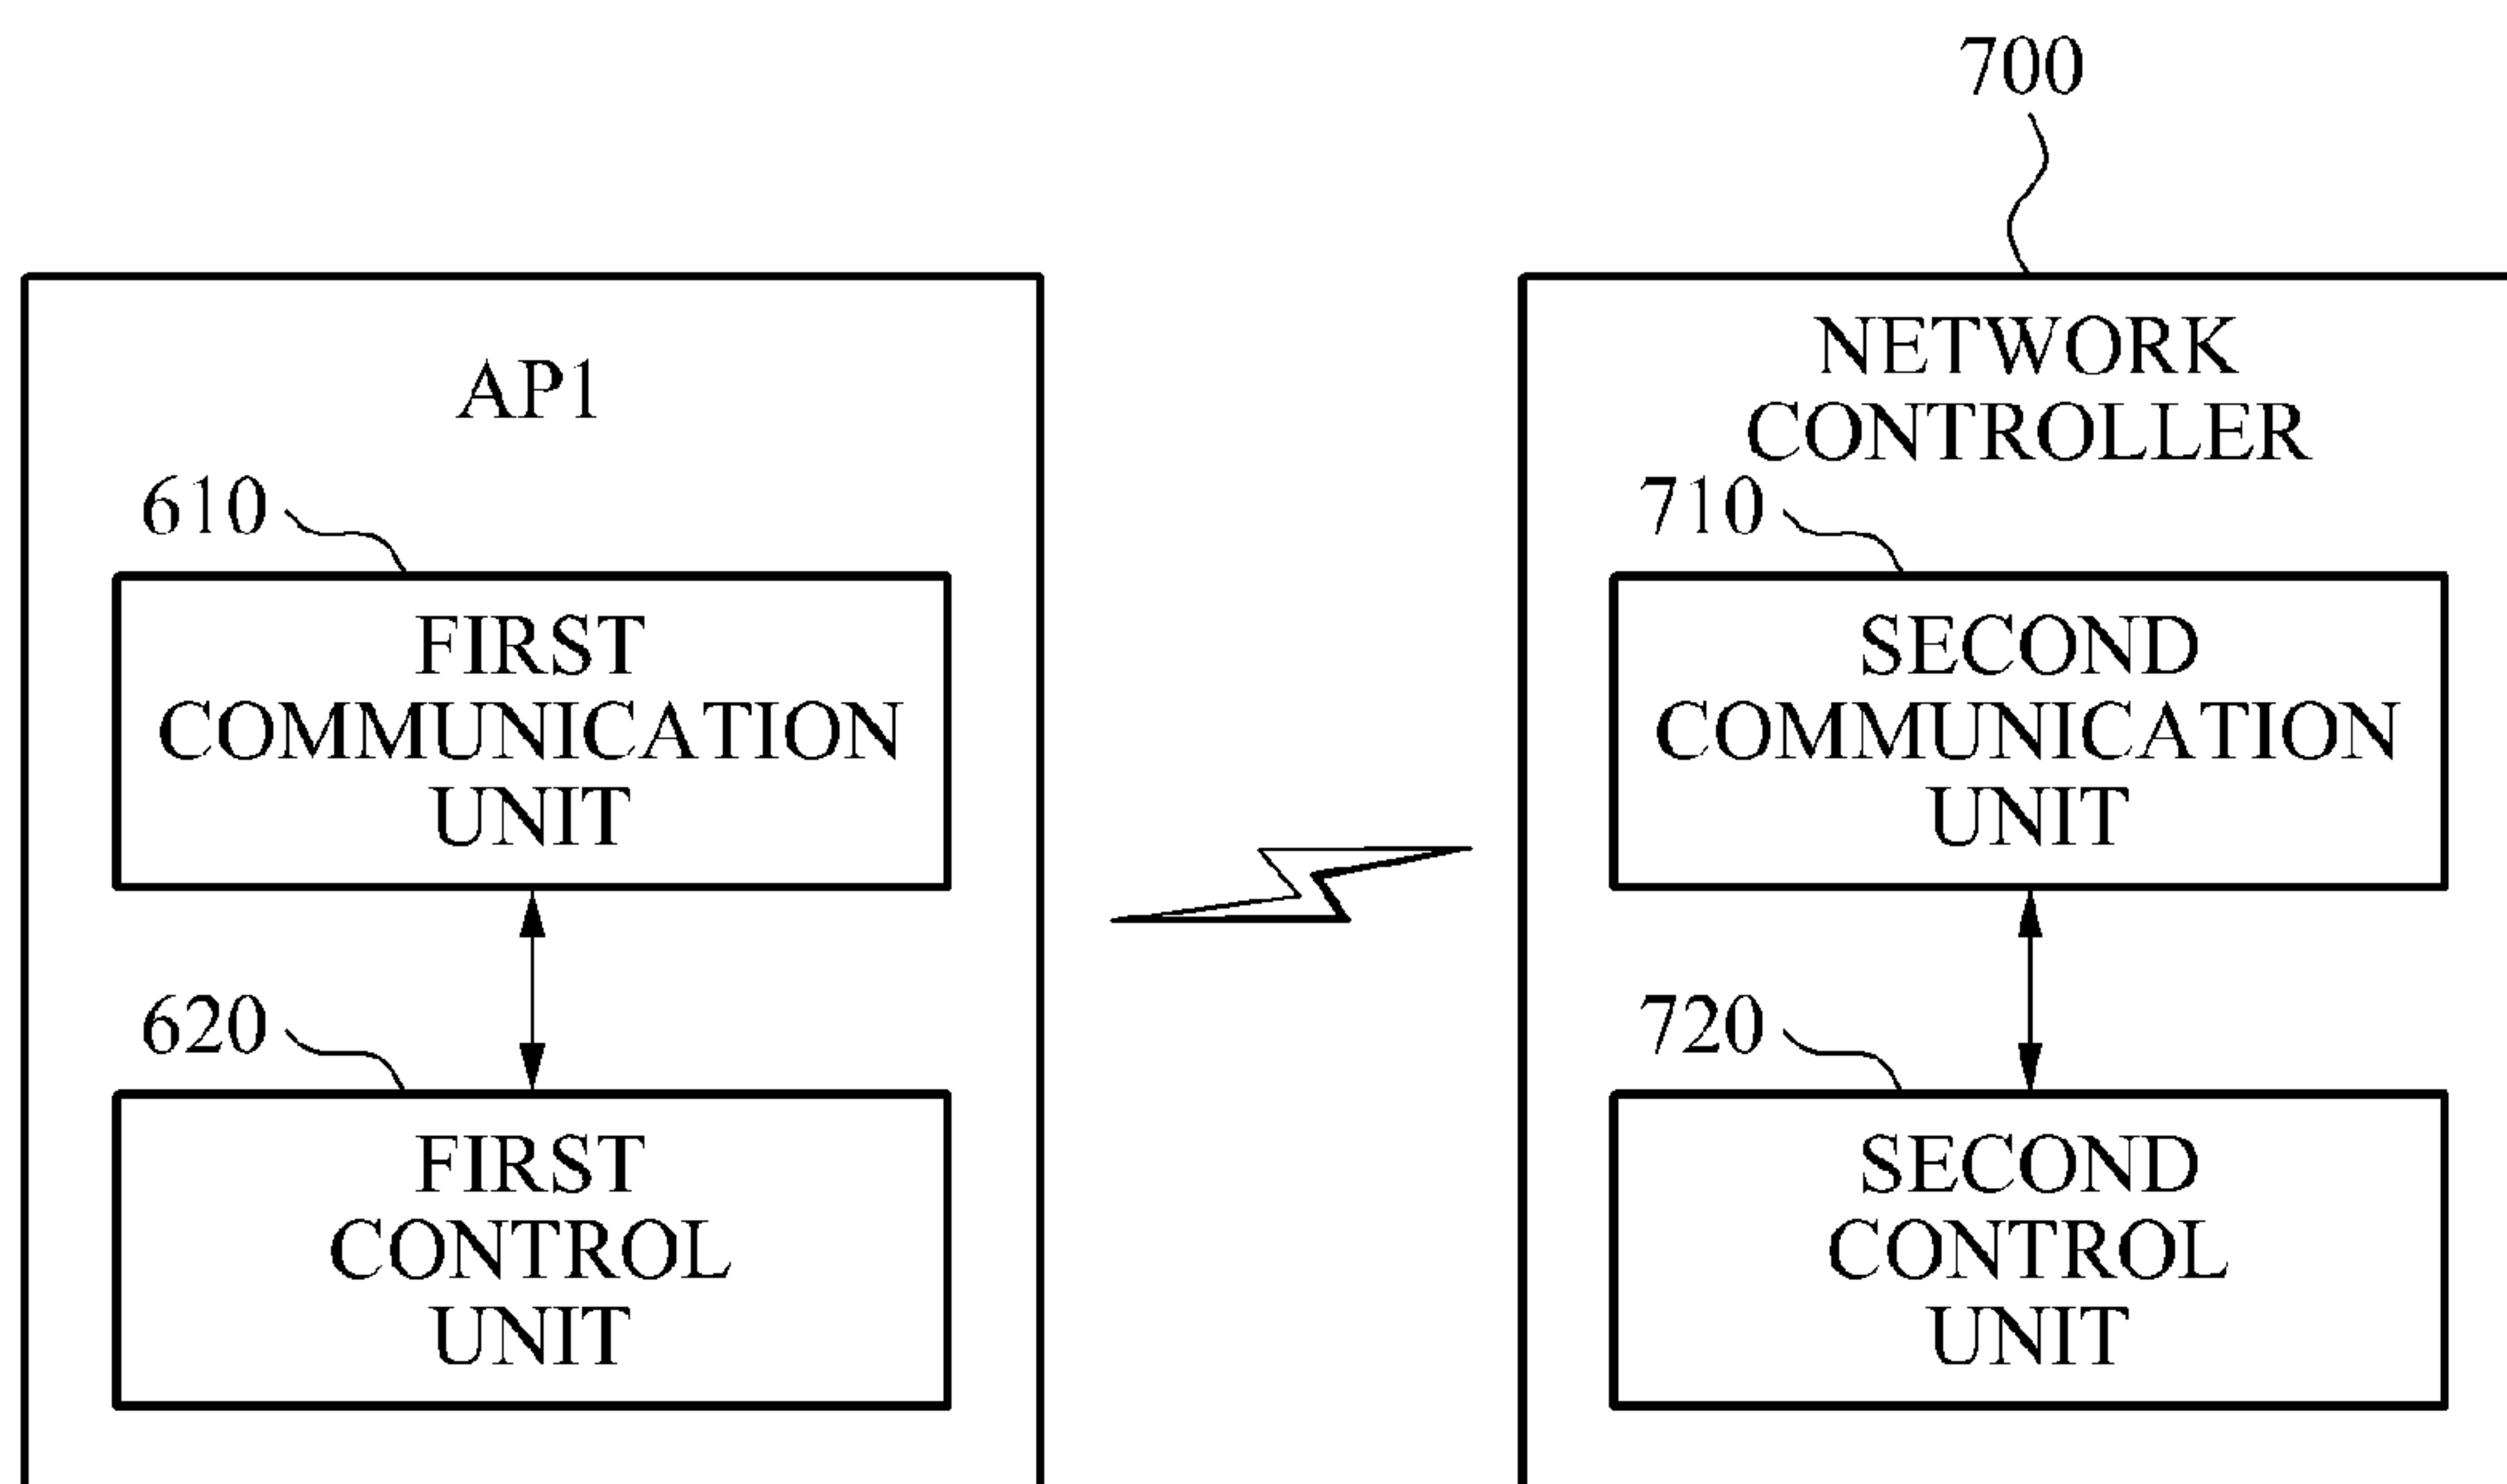 700
AP1
610
FIRST
COMMUNICATION
UNIT
620
FIRST
CONTROL
UNIT
NETWORK
CONTROLLER
710
SECOND
COMMUNICATION
UNIT
720
SECOND
CONTROL
UNIT